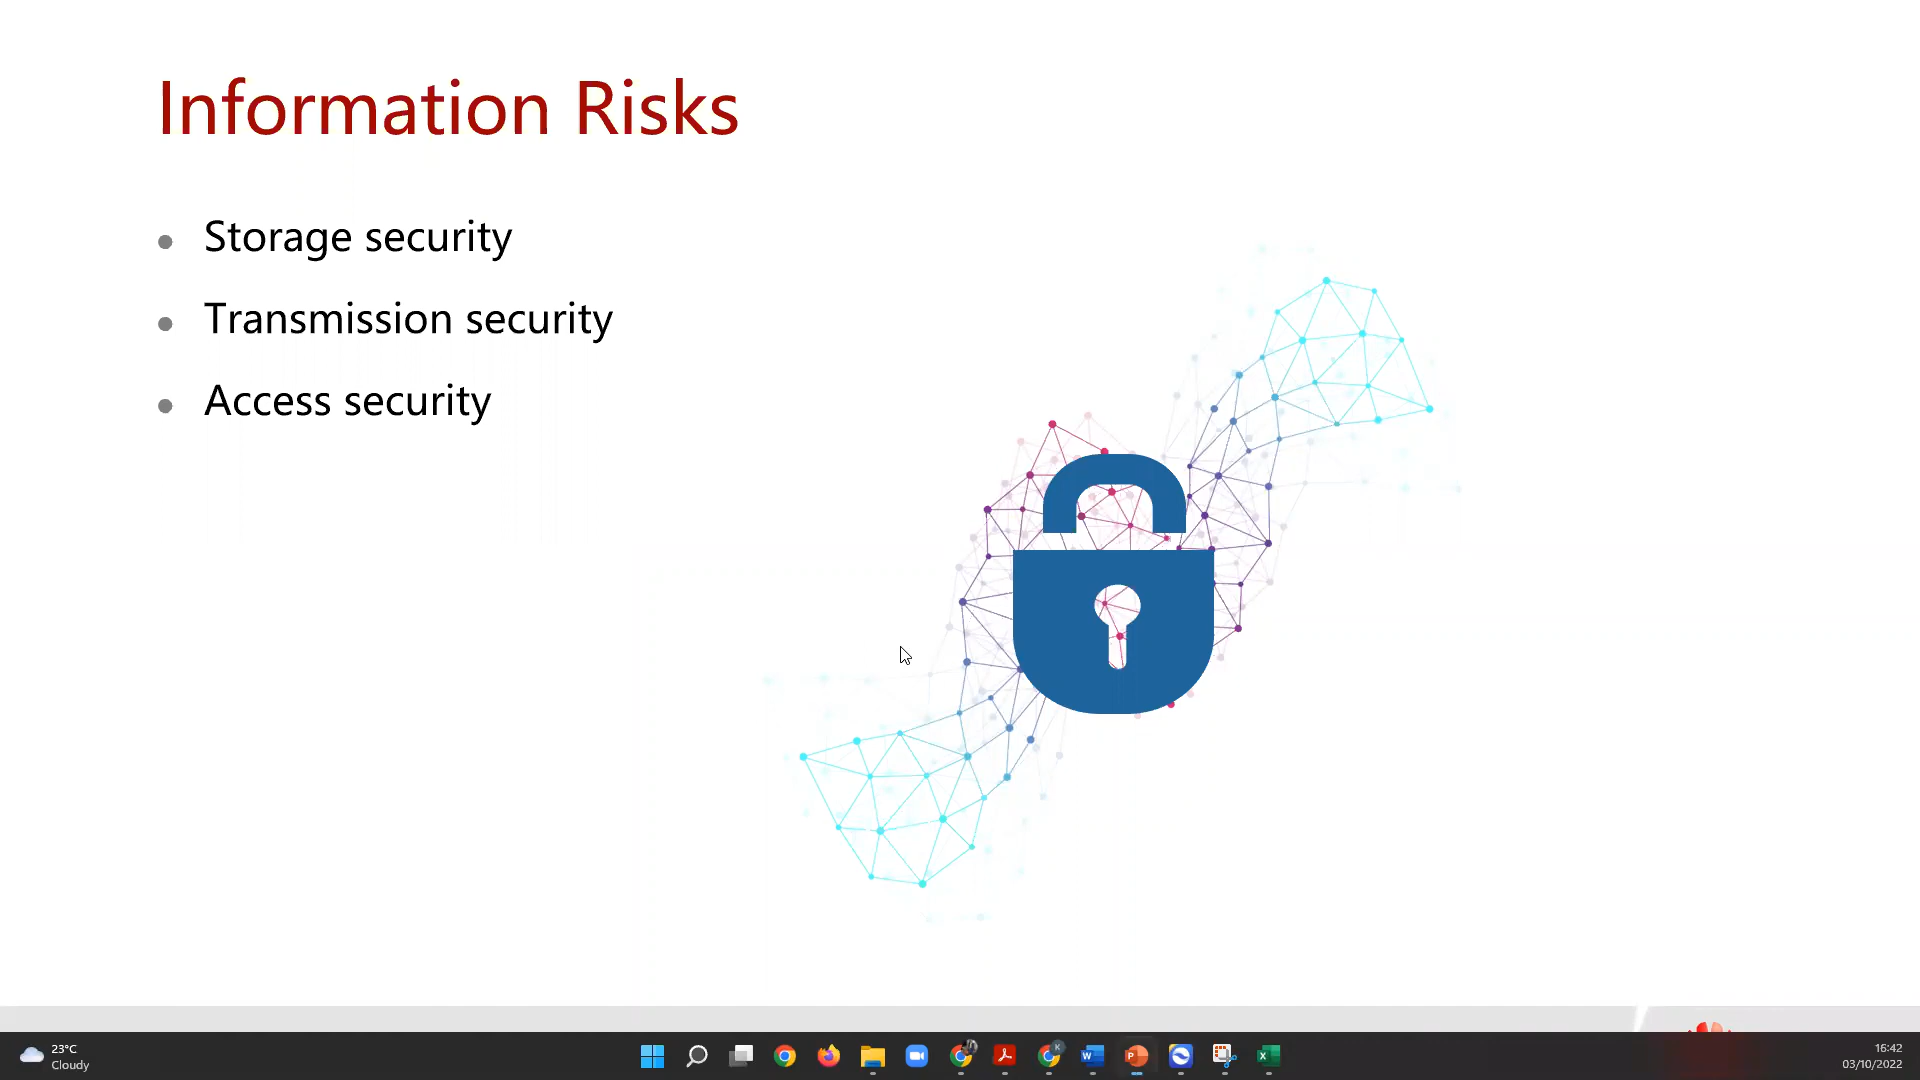 Information Risks
Storage security
Transmission security
Access security
23°C
Cloudy
16:42
03/10/2022